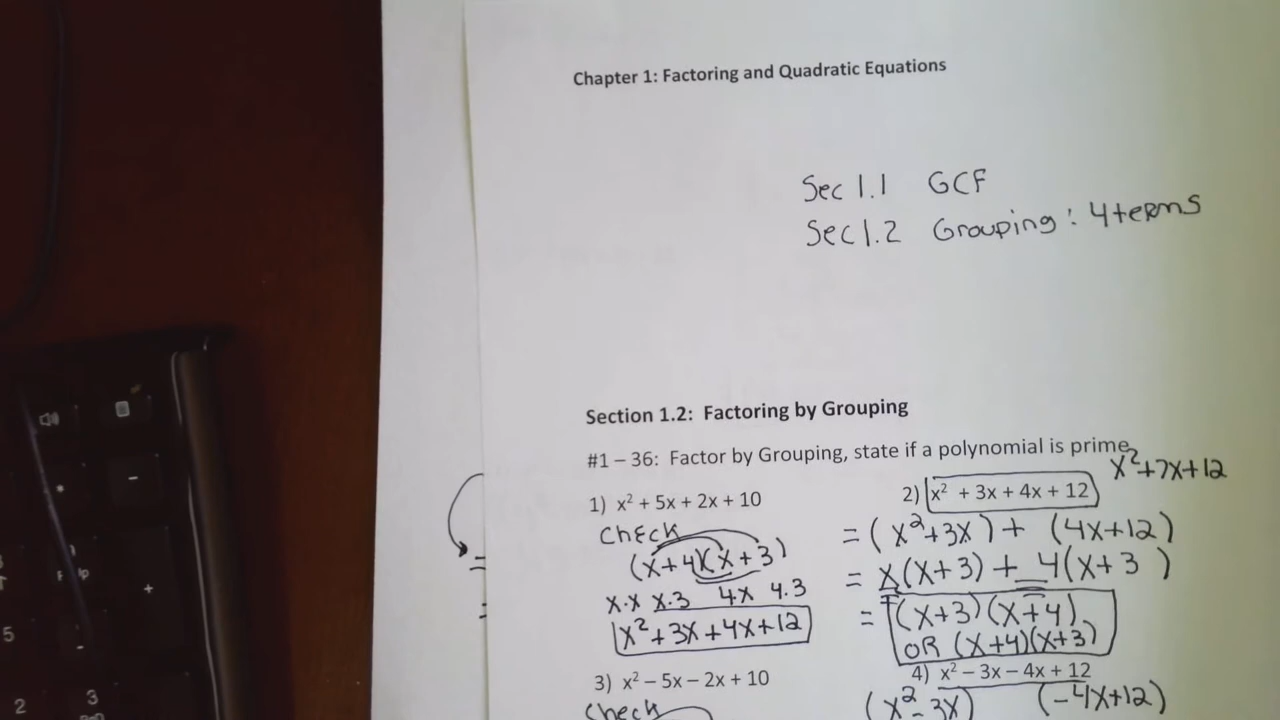 Chapter 1: Factoring and Quadratic Equations
Sec 1.1 GCF
Sec 1.2 Grouping : 4 terms
Section 1.2: Factoring by Grouping
#1 – 36: Factor by Grouping, state if a polynomial is prime.
x²+7x+12
1) x² + 5x + 2x + 10
Check
(x+4)(x+3)
x·x x·3 4x 4·3
x²+3x+4x+12
2) x² + 3x + 4x + 12
= (x²+3x) + (4x+12)
= x(x+3) + 4(x+3)
= (x+3)(x+4)
OR (x+4)(x+3)
3) x² – 5x – 2x + 10
Check
4) x² – 3x – 4x + 12
(x²-3x) (-4x+12)
5
2
3
-
+